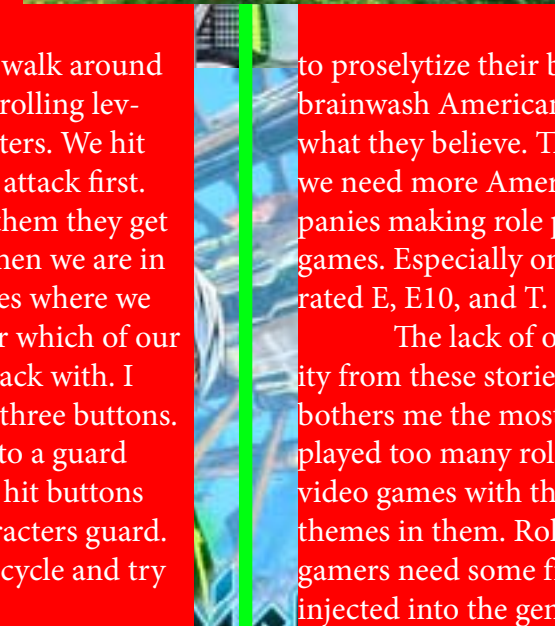 walk around
rolling lev-
ters. We hit
attack first.
them they get
hen we are in
es where we
r which of our
ack with. I
three buttons.
to a guard
hit buttons
racters guard.
cycle and try
to proselytize their b
brainwash American
what they believe. Th
we need more Amer
panies making role p
games. Especially on
rated E, E10, and T.
The lack of o
ity from these storie
bothers me the most
played too many rol
video games with th
themes in them. Rol
gamers need some f
injected into the gen